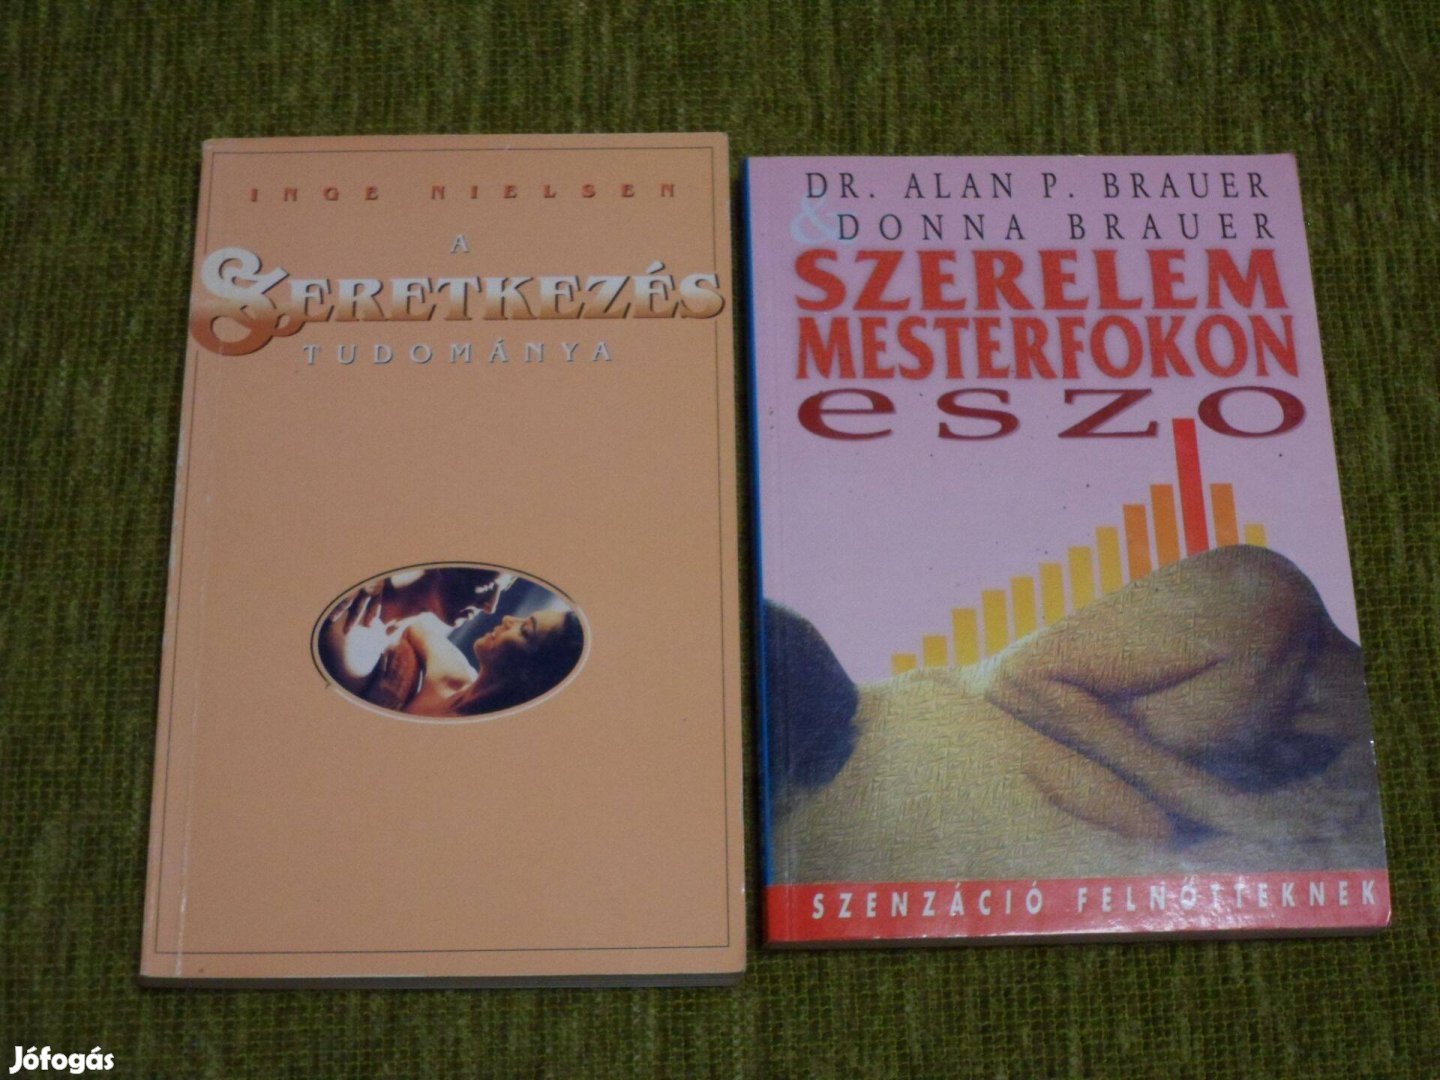 INGE NIELSEN
A
SZERETKEZÉS
TUDOMÁNYA
DR. ALAN P. BRAUER
& DONNA BRAUER
SZERELEM
MESTERFOKON
eszo
SZENZÁCIÓ FELNŐTTEKNEK
Jófogás